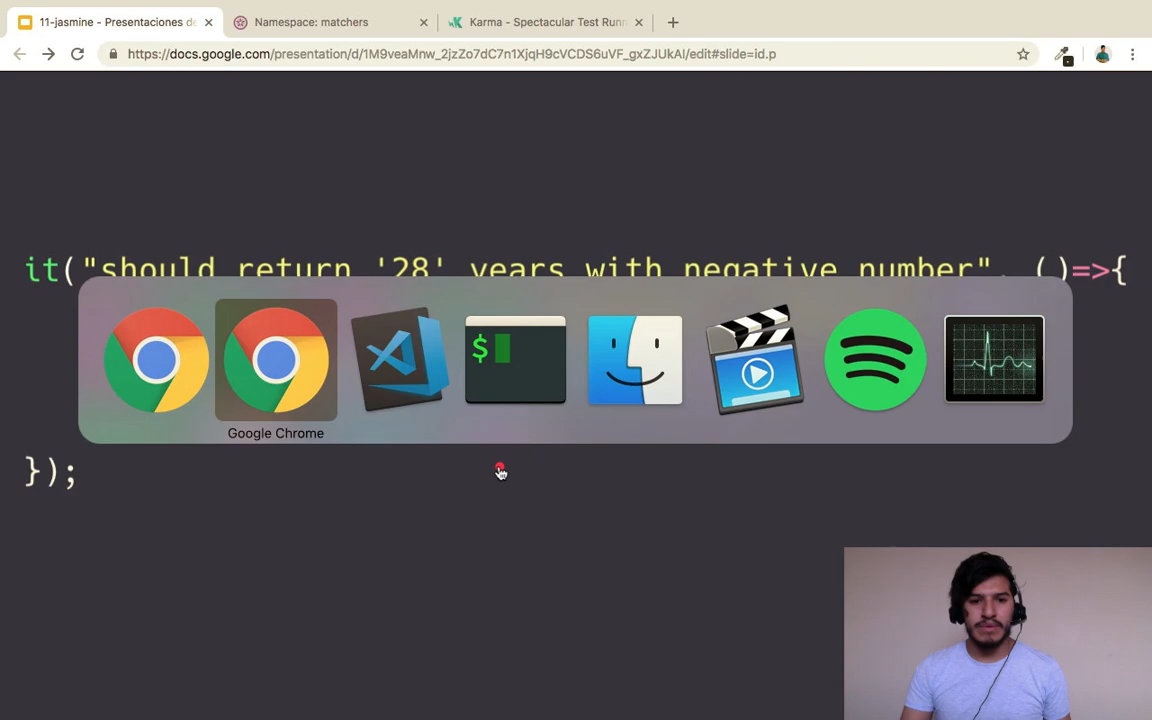 11-jasmine - Presentaciones de
Namespace: matchers
Karma - Spectacular Test Runn
https://docs.google.com/presentation/d/1M9veaMnw_2jzZo7dC7n1XjqH9cVCDS6uVF_gxZJUkAI/edit#slide=id.p
it("should return '28' years with negative number", ()=>{
$
Google Chrome
});